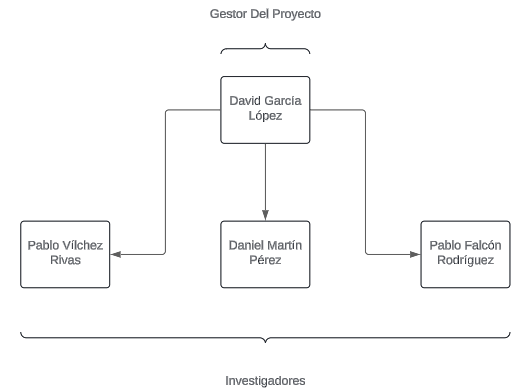 Gestor Del Proyecto
David García
López
Pablo Vílchez
Rivas
Daniel Martín
Pérez
Pablo Falcón
Rodríguez
Investigadores